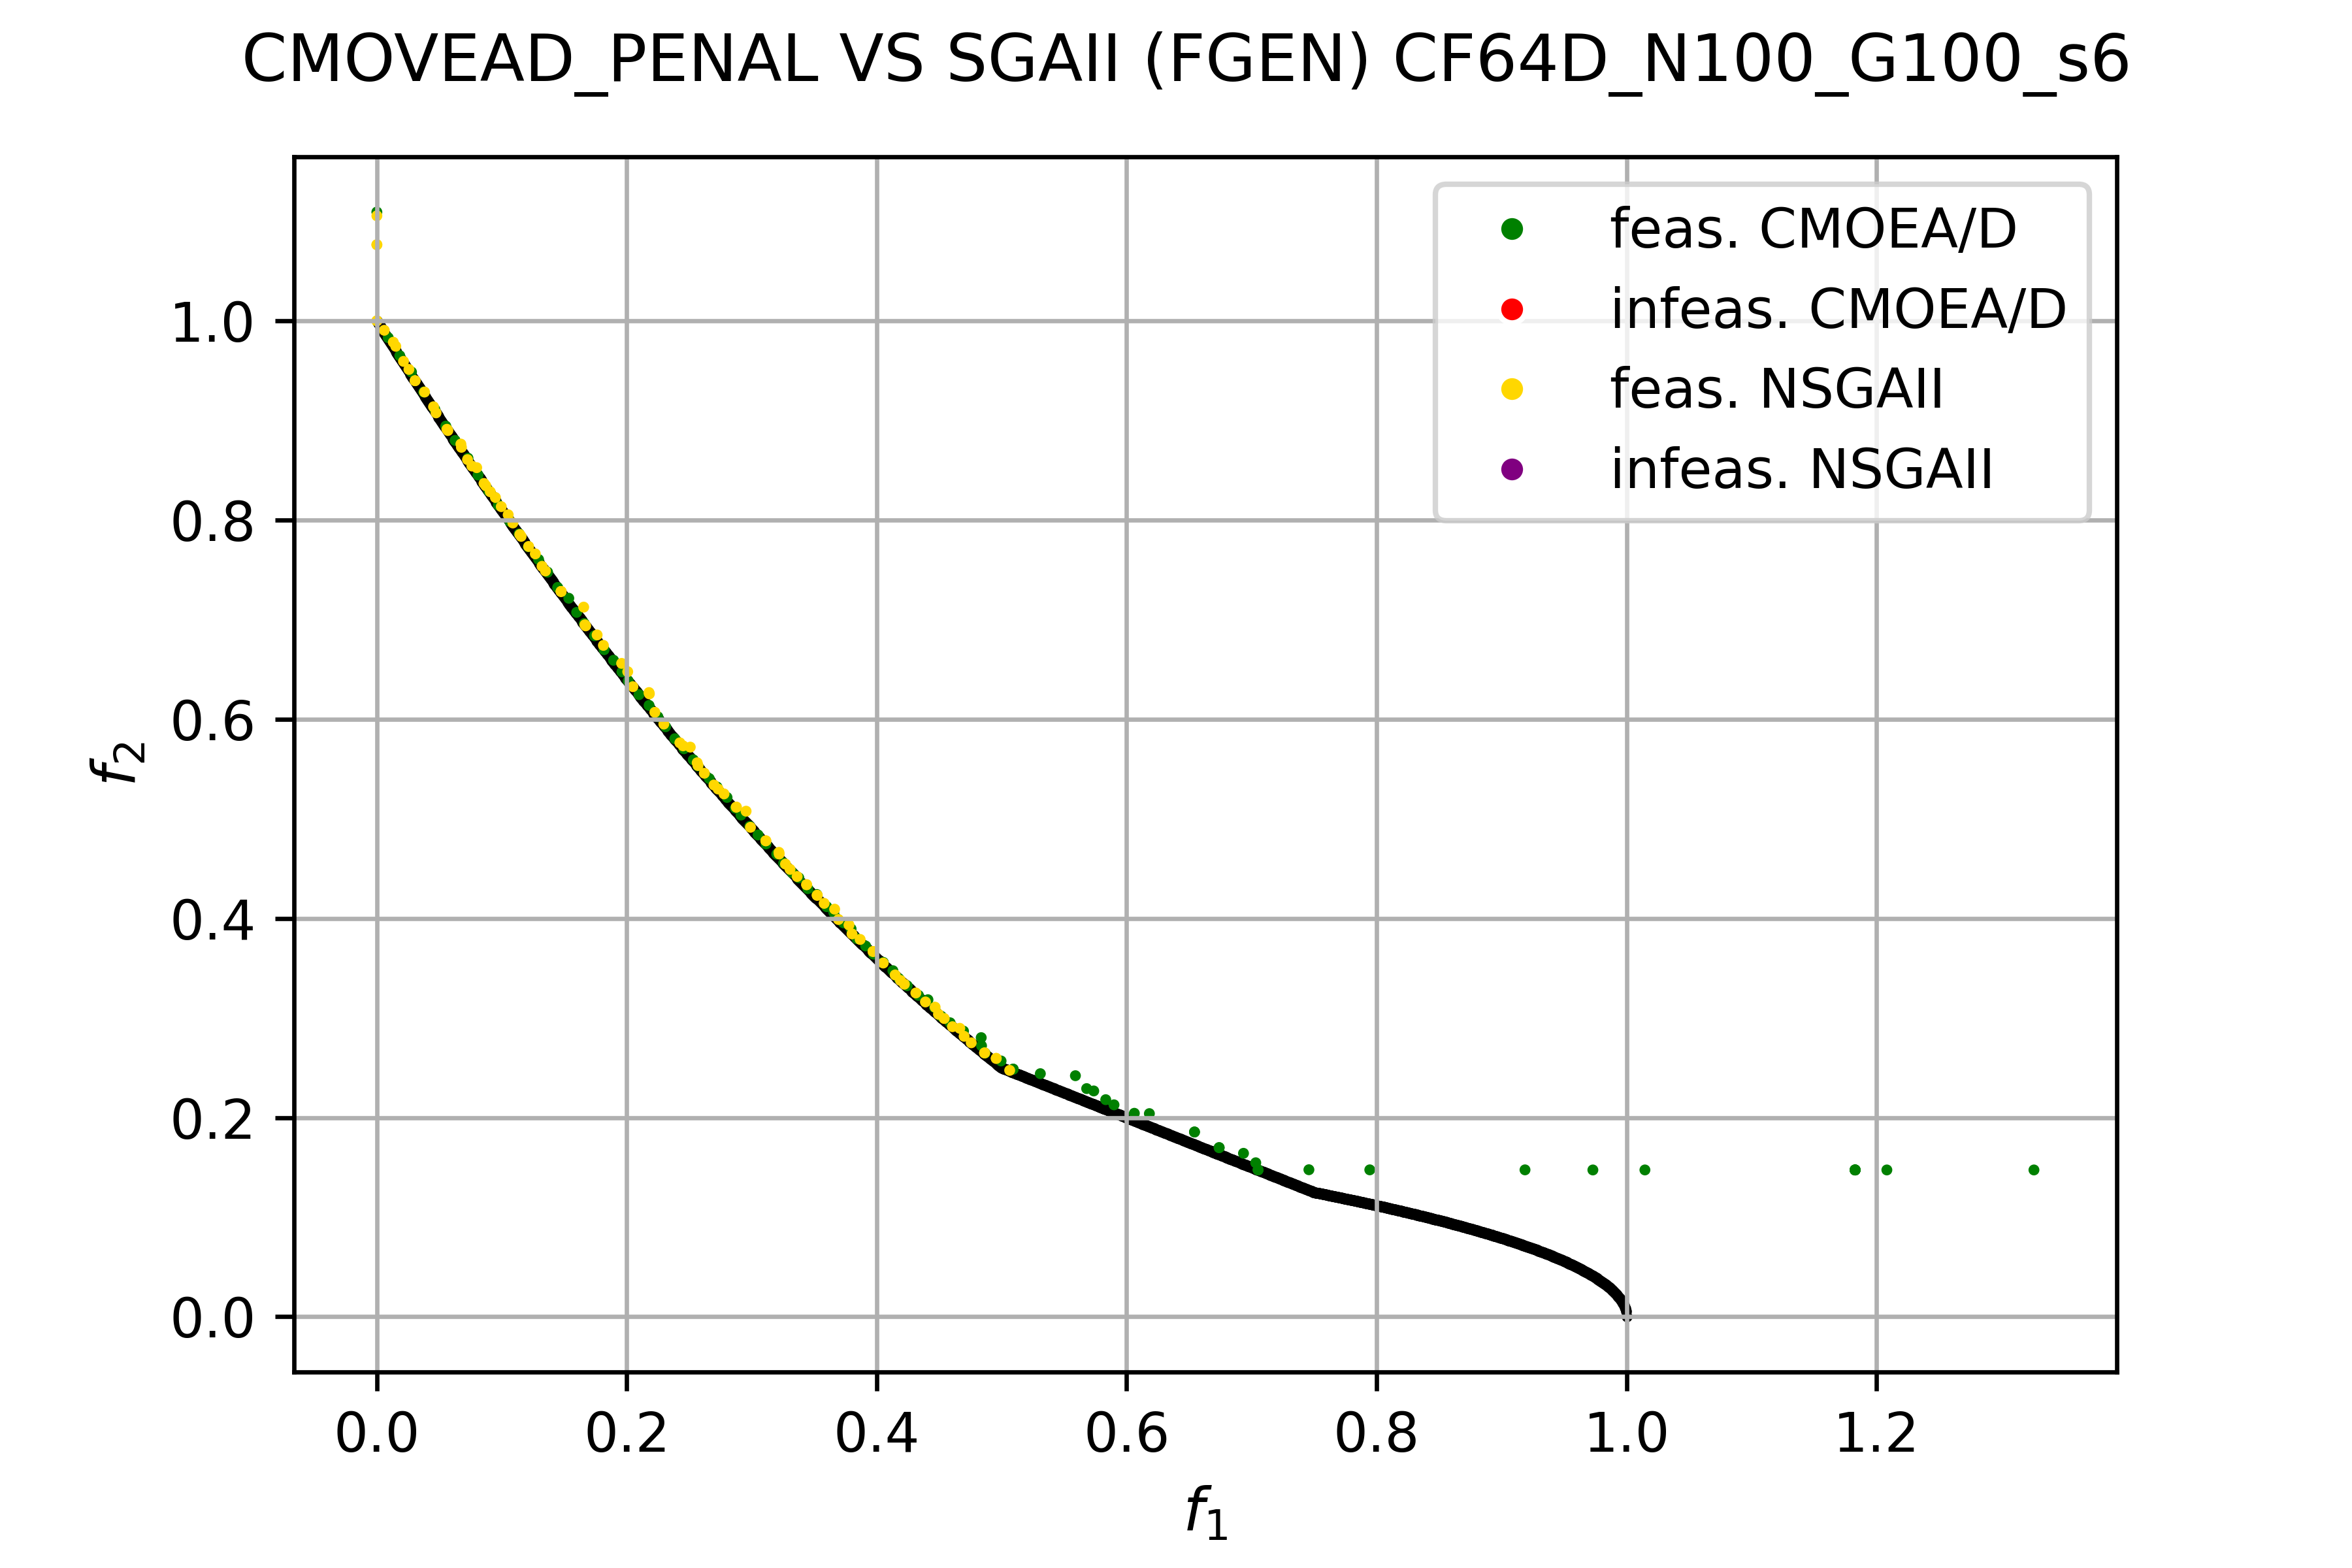 CMOVEAD_PENAL VS SGAII (FGEN) CF64D_N100_G100_s6
feas. CMOEA/D
infeas. CMOEA/D
feas. NSGAII
infeas. NSGAII
1.0
0.8
0.6
0.4
0.2
0.0
f2
0.0 0.2 0.4 0.6 0.8 1.0 1.2
f1